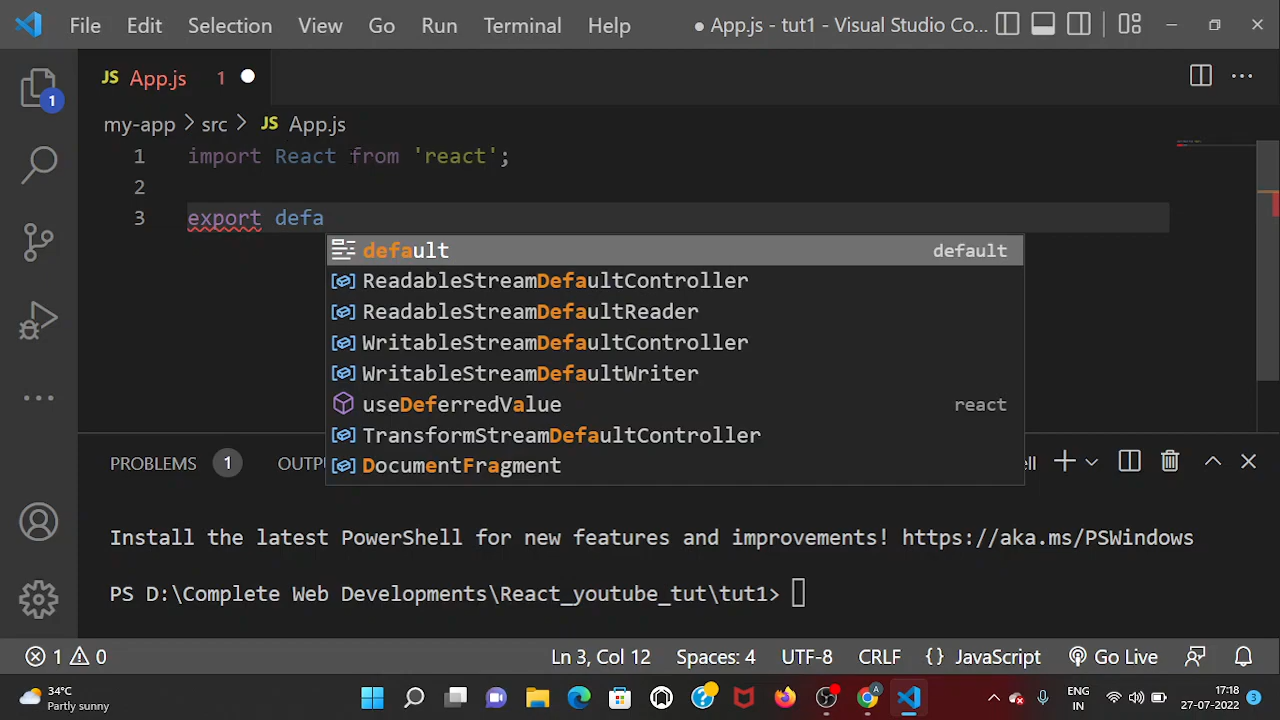 File Edit Selection View Go Run Terminal Help ● App.js - tut1 - Visual Studio Co...
JS App.js 1
1
my-app > src > JS App.js
1 import React from 'react';
2
3 export defa
default default
ReadableStreamDefaultController
ReadableStreamDefaultReader
WritableStreamDefaultController
WritableStreamDefaultWriter
useDeferredValue react
TransformStreamDefaultController
DocumentFragment
PROBLEMS 1 OUTP ell
Install the latest PowerShell for new features and improvements! https://aka.ms/PSWindows
PS D:\Complete Web Developments\React_youtube_tut\tut1>
1 0 Ln 3, Col 12 Spaces: 4 UTF-8 CRLF {} JavaScript Go Live
34°C
Partly sunny
A
ENG
IN
17:18
27-07-2022
3